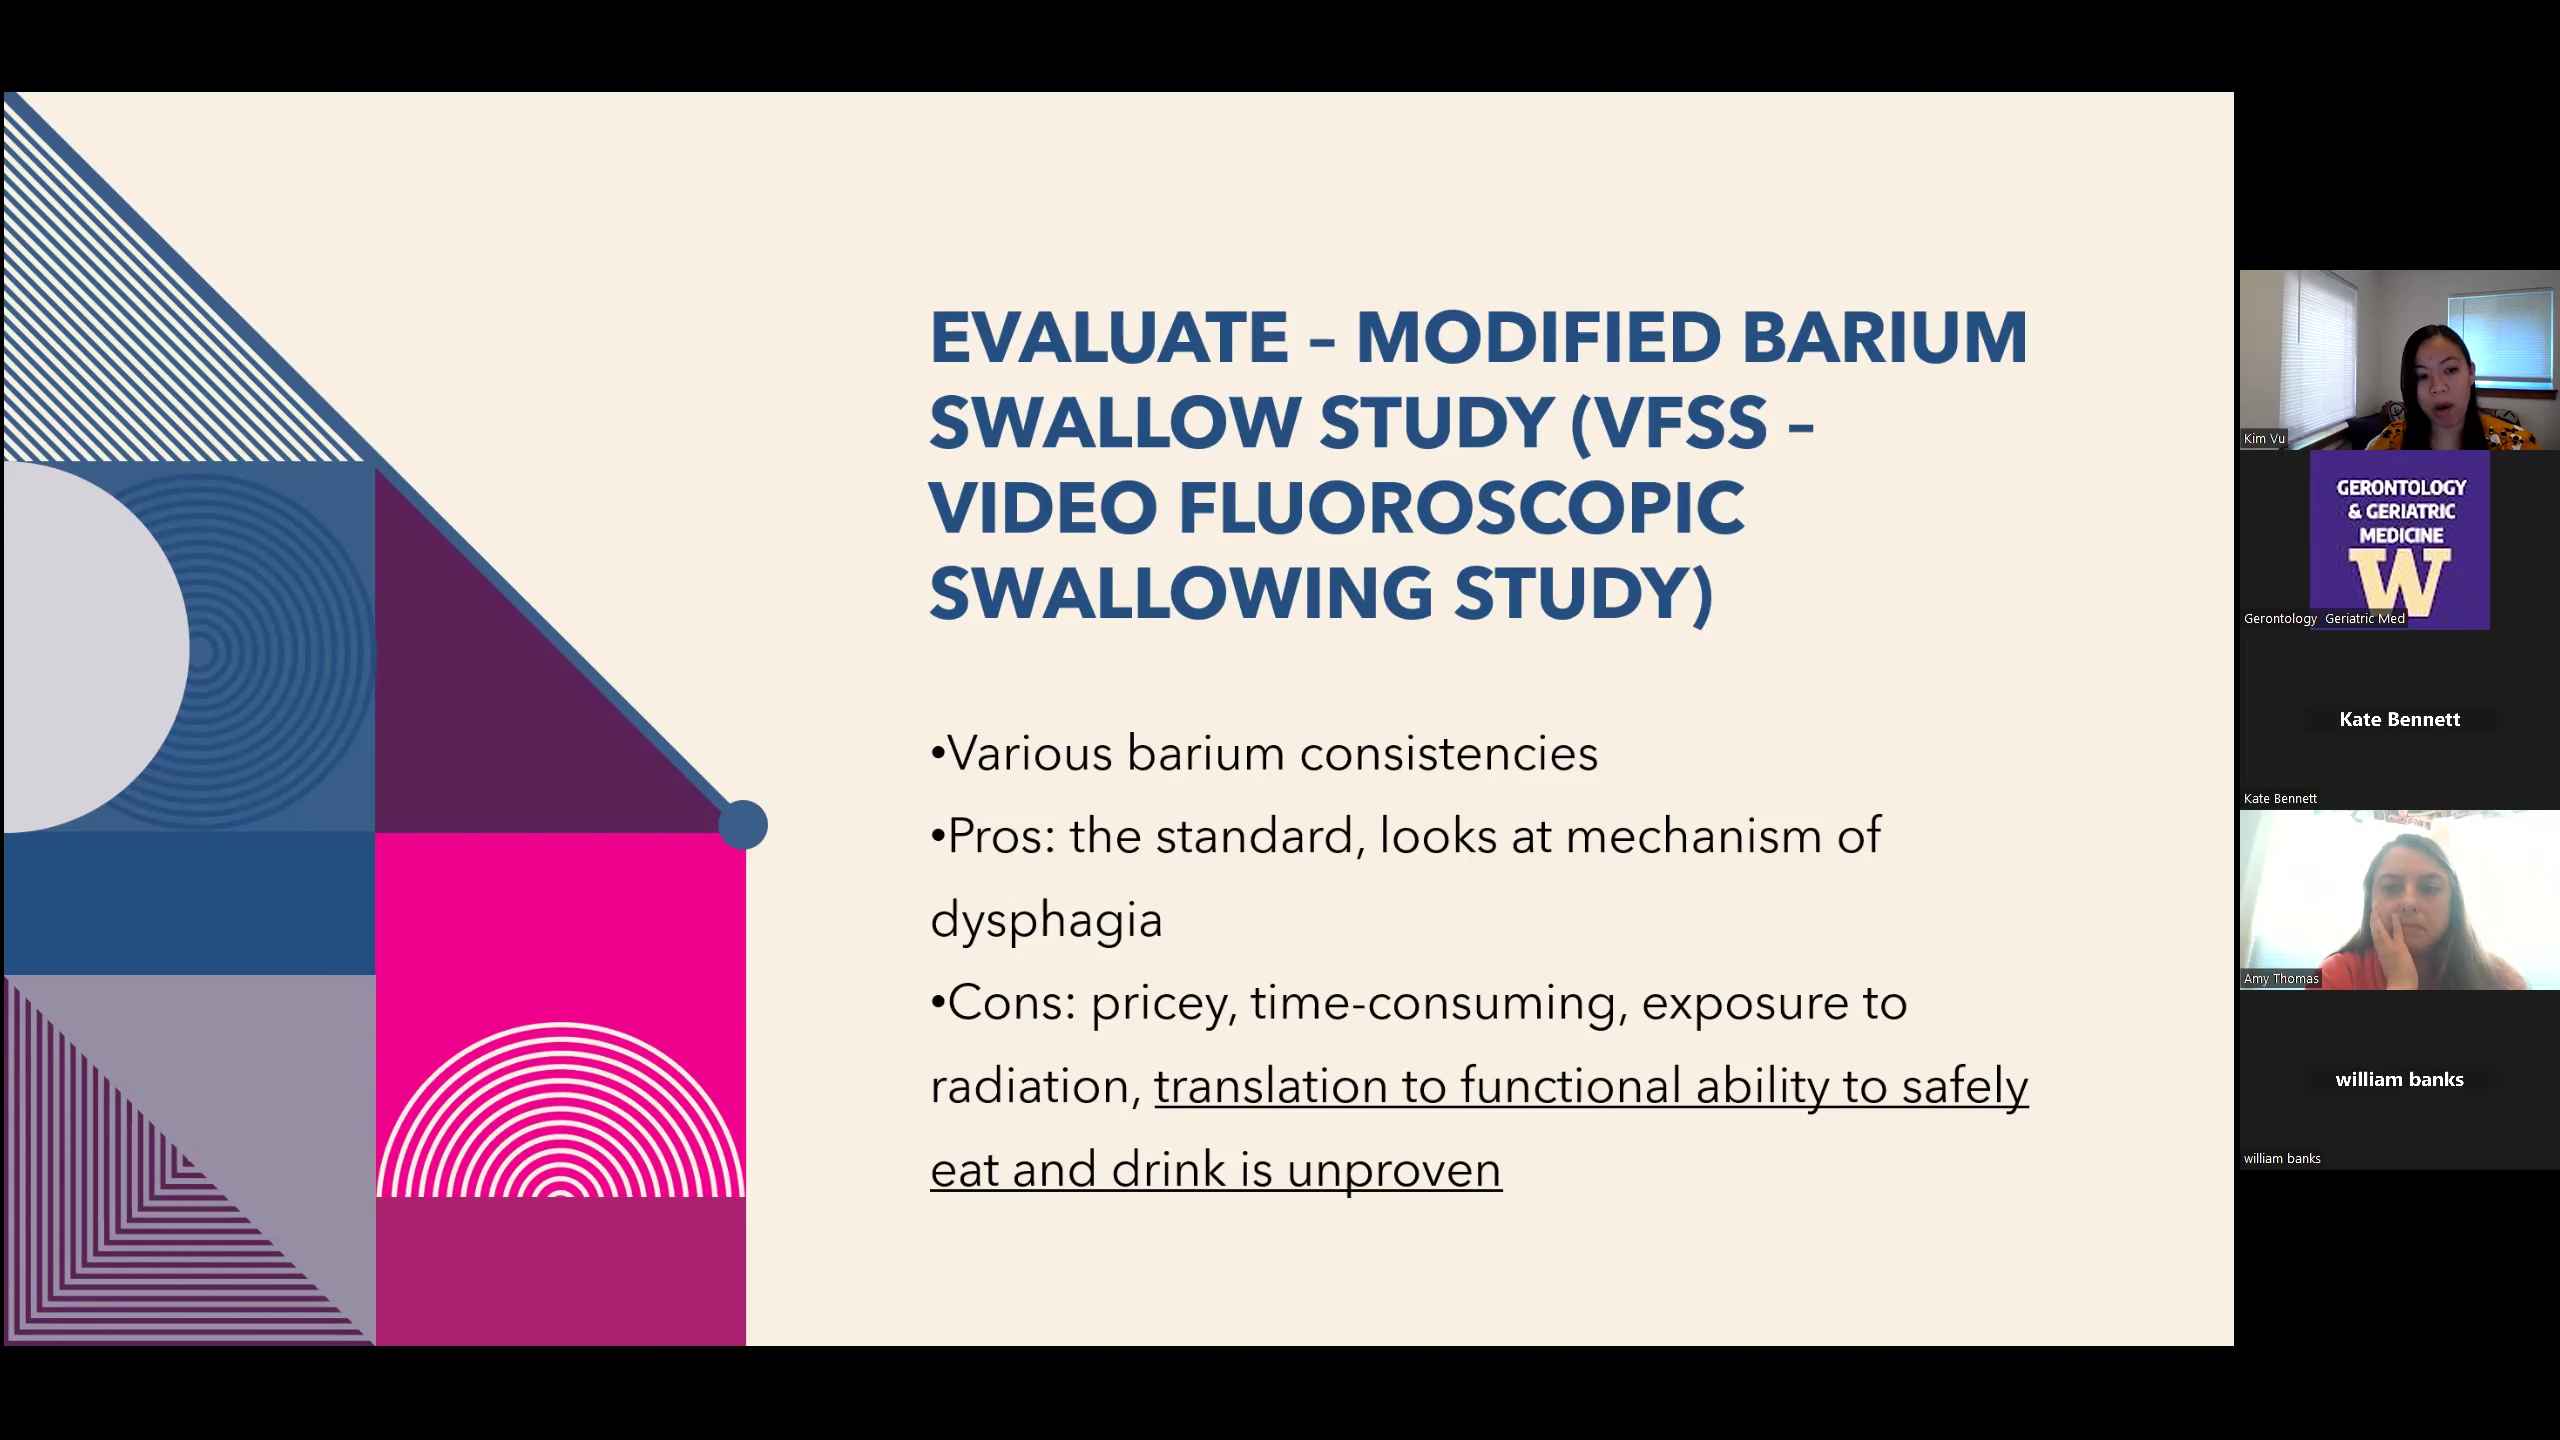 EVALUATE – MODIFIED BARIUM
SWALLOW STUDY (VFSS –
VIDEO FLUOROSCOPIC
SWALLOWING STUDY)
•Various barium consistencies
•Pros: the standard, looks at mechanism of
dysphagia
•Cons: pricey, time-consuming, exposure to
radiation, translation to functional ability to safely
eat and drink is unproven
Kim Vu
GERONTOLOGY
& GERIATRIC
MEDICINE
W
Gerontology Geriatric Med
Kate Bennett
Kate Bennett
Amy Thomas
william banks
william banks